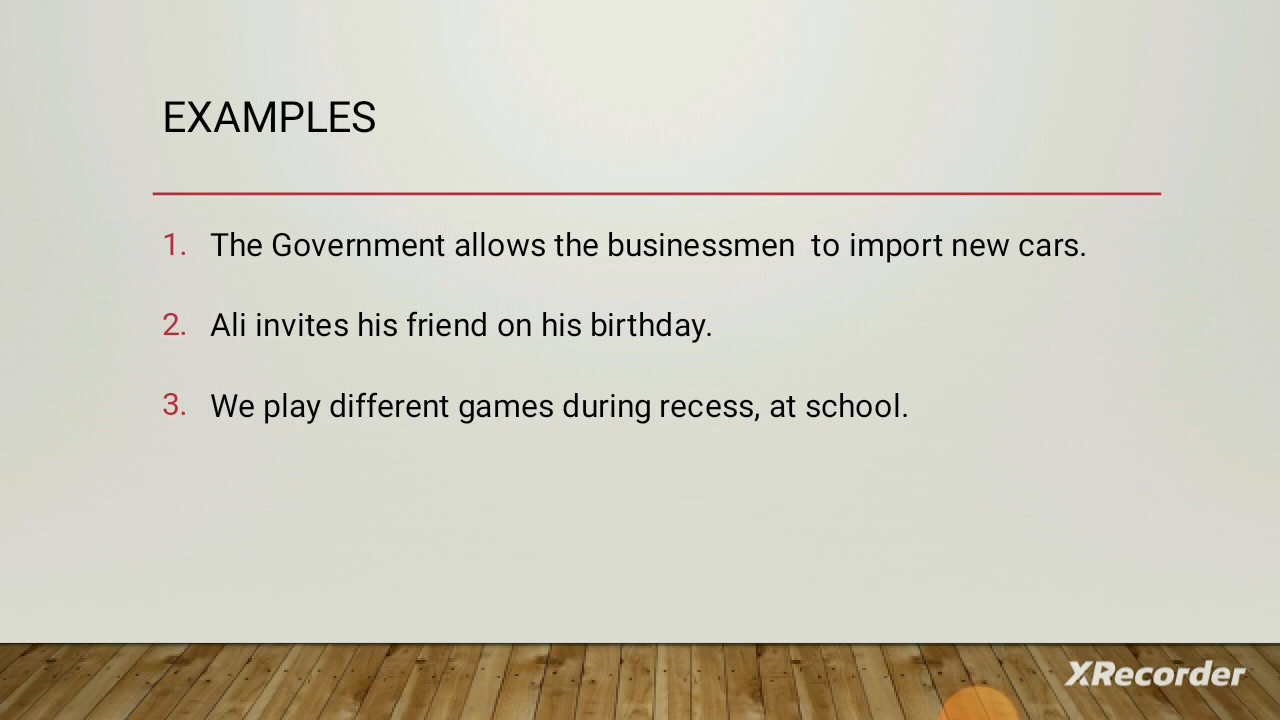 EXAMPLES
1. The Government allows the businessmen  to import new cars.
2. Ali invites his friend on his birthday.
3. We play different games during recess, at school.
XRecorder